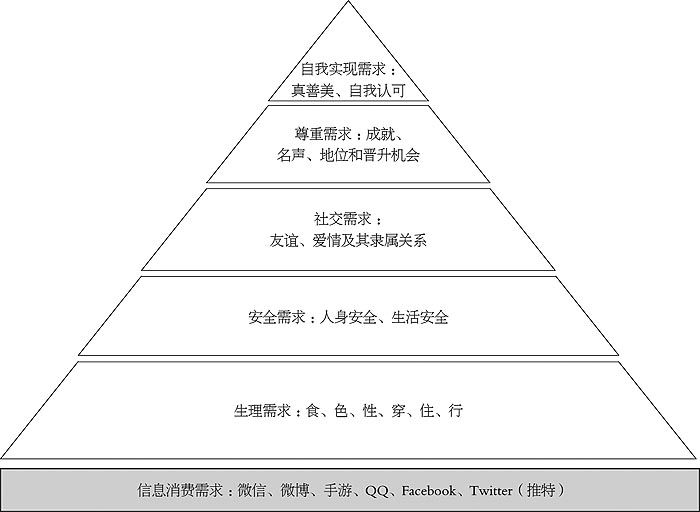 自我实现需求：
真善美、自我认可
尊重需求：成就、
名声、地位和晋升机会
社交需求：
友谊、爱情及其隶属关系
安全需求：人身安全、生活安全
生理需求：食、色、性、穿、住、行
信息消费需求：微信、微博、手游、QQ、Facebook、Twitter（推特）